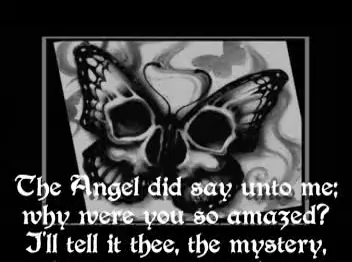 The Angel did say unto me;
why were you so amazed?
I'll tell it thee, the mystery,